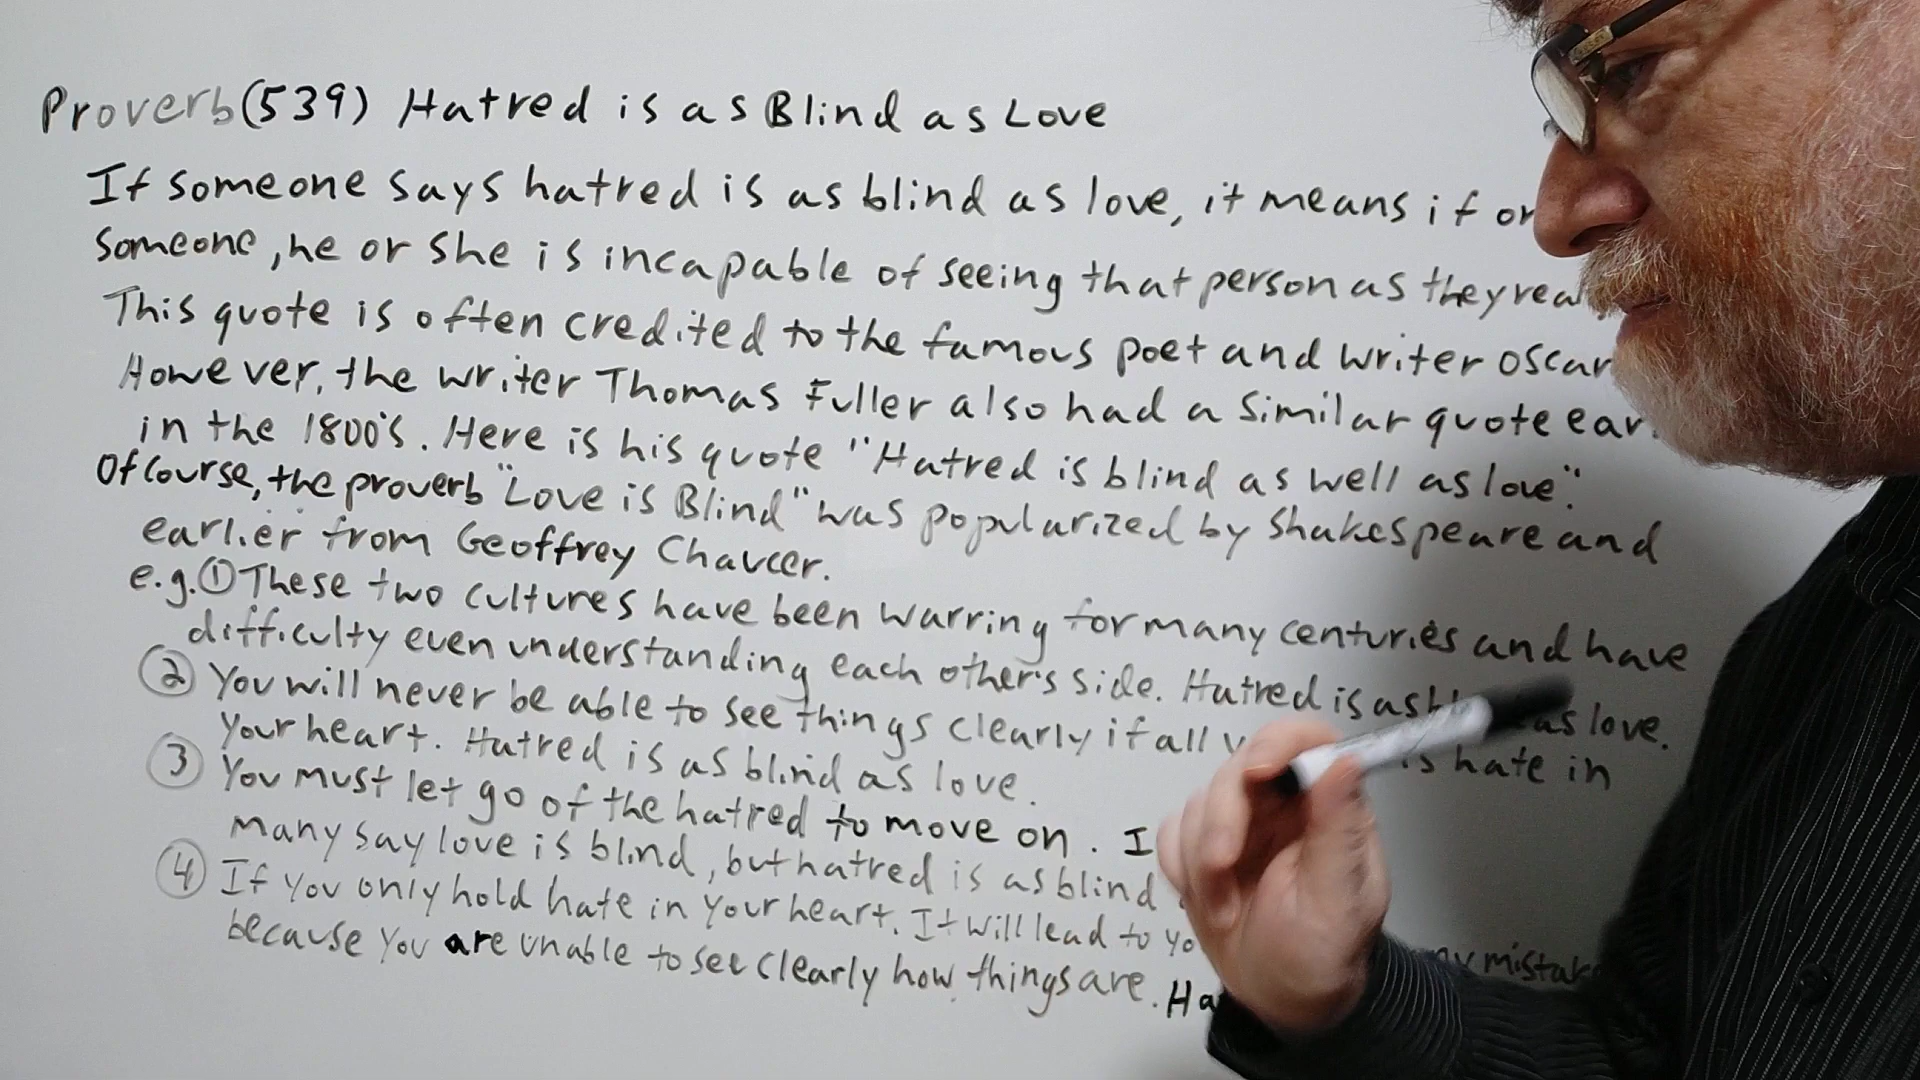 Proverb(539) Hatred is as Blind as Love
If someone says hatred is as blind as love, it means if
someone, he or she is incapable of seeing that person as they
This quote is often credited to the famous poet and writer Oscar
However, the writer Thomas Fuller also had a similar quote
in the 1800's. Here is his quote "Hatred is blind as well as love".
Of course, the proverb "Love is Blind" was popularized by Shakespeare and
earlier from Geoffrey Chaucer.
e.g. ① These two cultures have been warring for many centuries and have
difficulty even understanding each other's side. Hatred is as as love.
② You will never be able to see things clearly if all is hate in
your heart. Hatred is as blind as love.
③ You must let go of the hatred to move on. I
many say love is blind, but hatred is as blind
④ If you only hold hate in your heart. It will lead to
because you are unable to see clearly how things are.